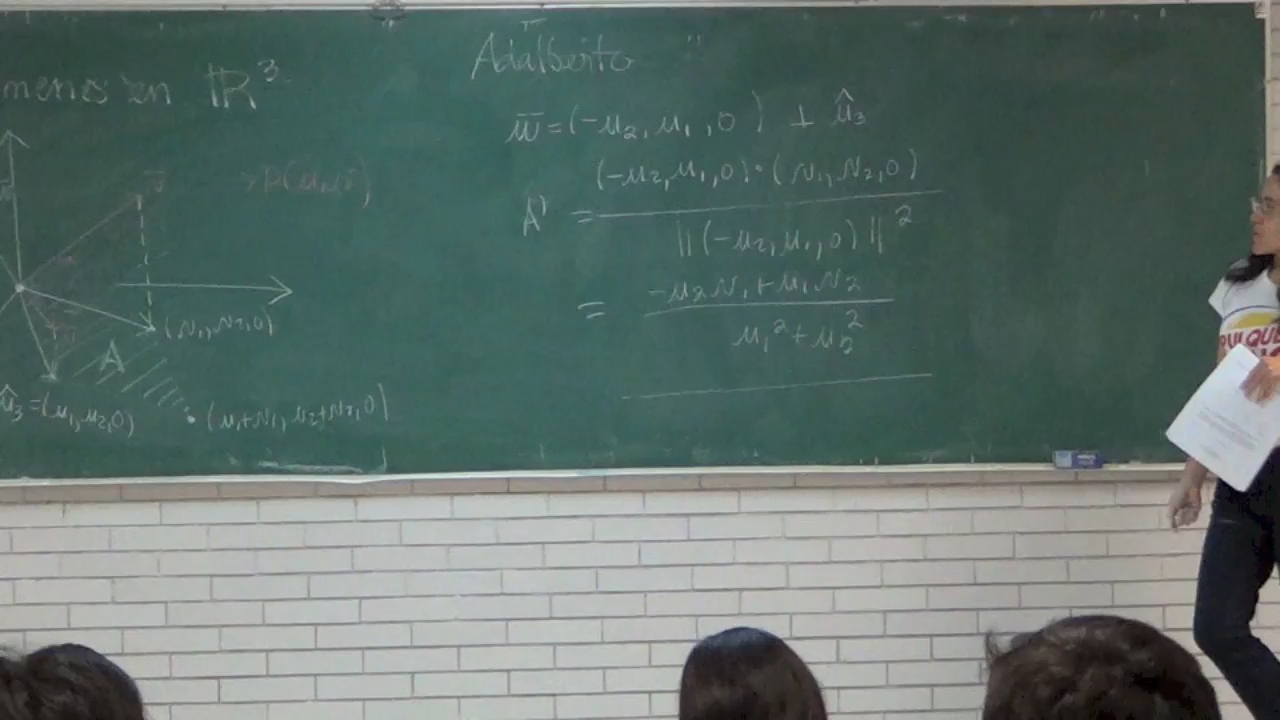 menes en ℝ³
Adalberto
w̅ = (-u₂, u₁, 0) ⊥ û₃
(-u₂, u₁, 0) · (v₁, v₂, 0)
A' =
||(-u₂, u₁, 0)||²
-u₂v₁ + u₁v₂
=
u₁² + u₂²
P(u, v)
v̅
(v₁, v₂, 0)
A
û₃ = (u₁, u₂, 0)
(u₁+v₁, u₂+v₂, 0)